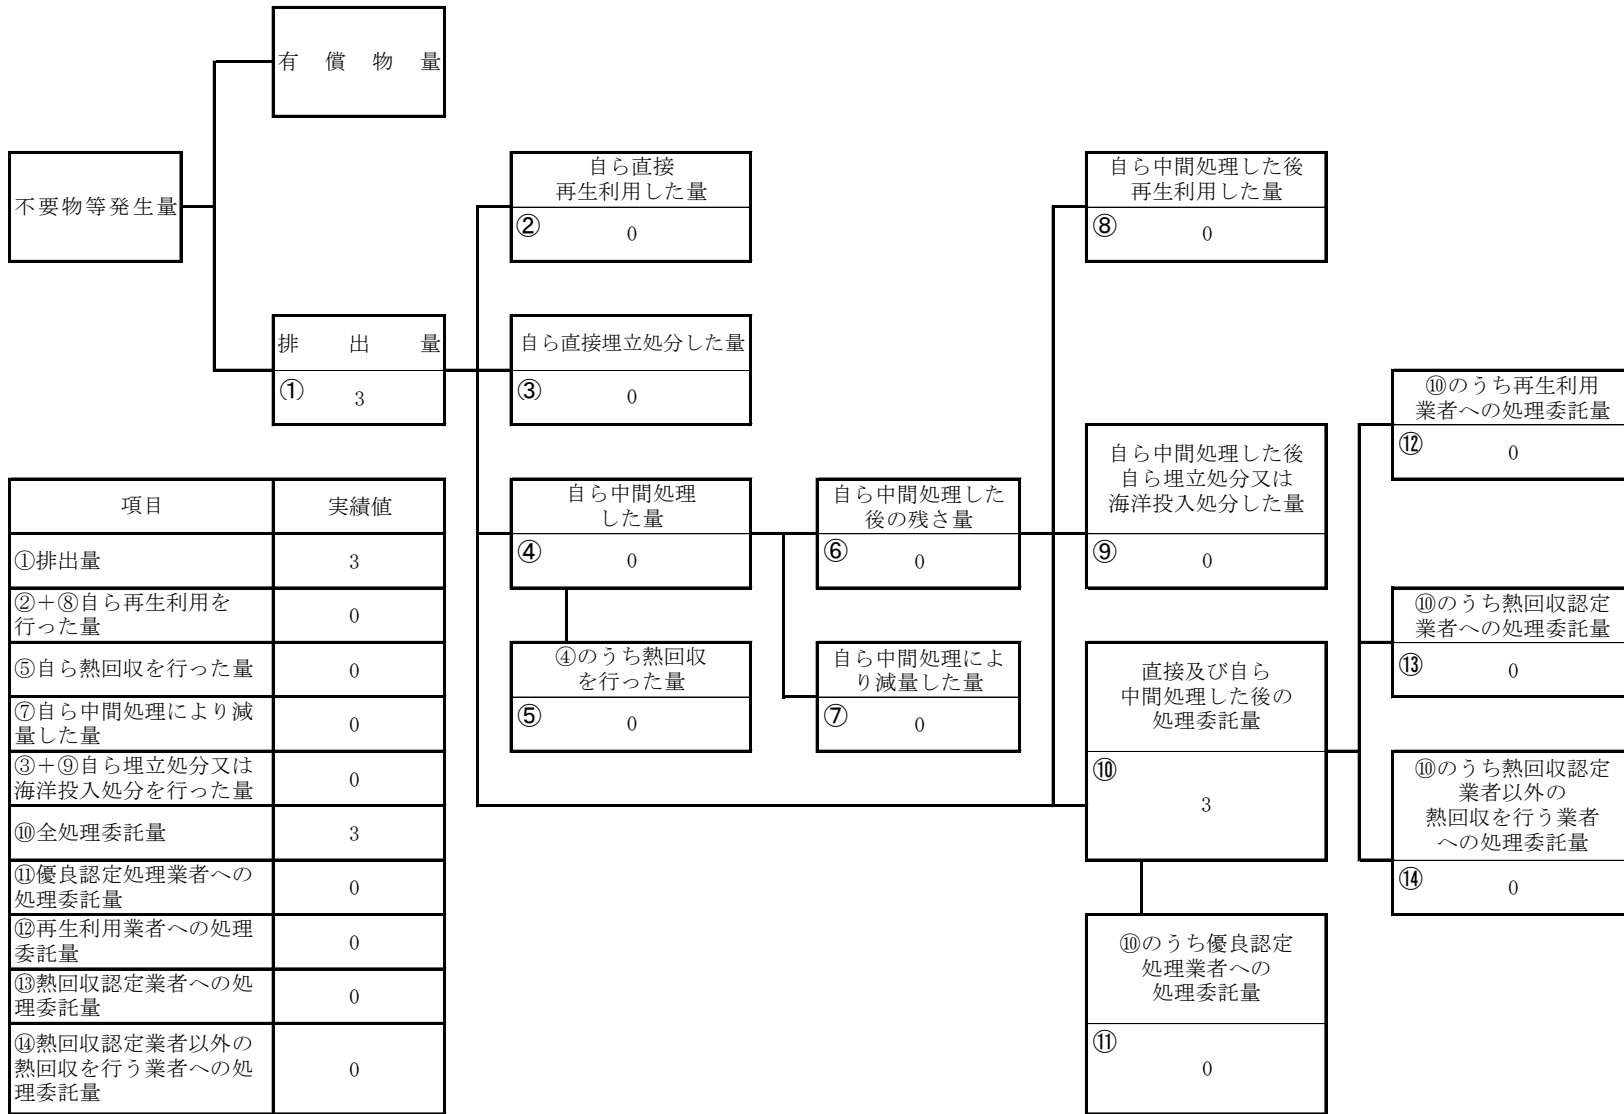 有償物量
不要物等発生量
排出量
① 3
自ら直接
再生利用した量
② 0
自ら直接埋立処分した量
③ 0
自ら中間処理
した量
④ 0
④のうち熱回収
を行った量
⑤ 0
自ら中間処理した
後の残さ量
⑥ 0
自ら中間処理によ
り減量した量
⑦ 0
自ら中間処理した後
再生利用した量
⑧ 0
自ら中間処理した後
自ら埋立処分又は
海洋投入処分した量
⑨ 0
直接及び自ら
中間処理した後の
処理委託量
⑩
3
⑩のうち優良認定
処理業者への
処理委託量
⑪
0
⑩のうち再生利用
業者への処理委託量
⑫ 0
⑩のうち熱回収認定
業者への処理委託量
⑬ 0
⑩のうち熱回収認定
業者以外の
熱回収を行う業者
への処理委託量
⑭ 0
項目 実績値
①排出量 3
②+⑧自ら再生利用を
行った量 0
⑤自ら熱回収を行った量 0
⑦自ら中間処理により減
量した量 0
③+⑨自ら埋立処分又は
海洋投入処分を行った量 0
⑩全処理委託量 3
⑪優良認定処理業者への
処理委託量 0
⑫再生利用業者への処理
委託量 0
⑬熱回収認定業者への処
理委託量 0
⑭熱回収認定業者以外の
熱回収を行う業者への処
理委託量 0